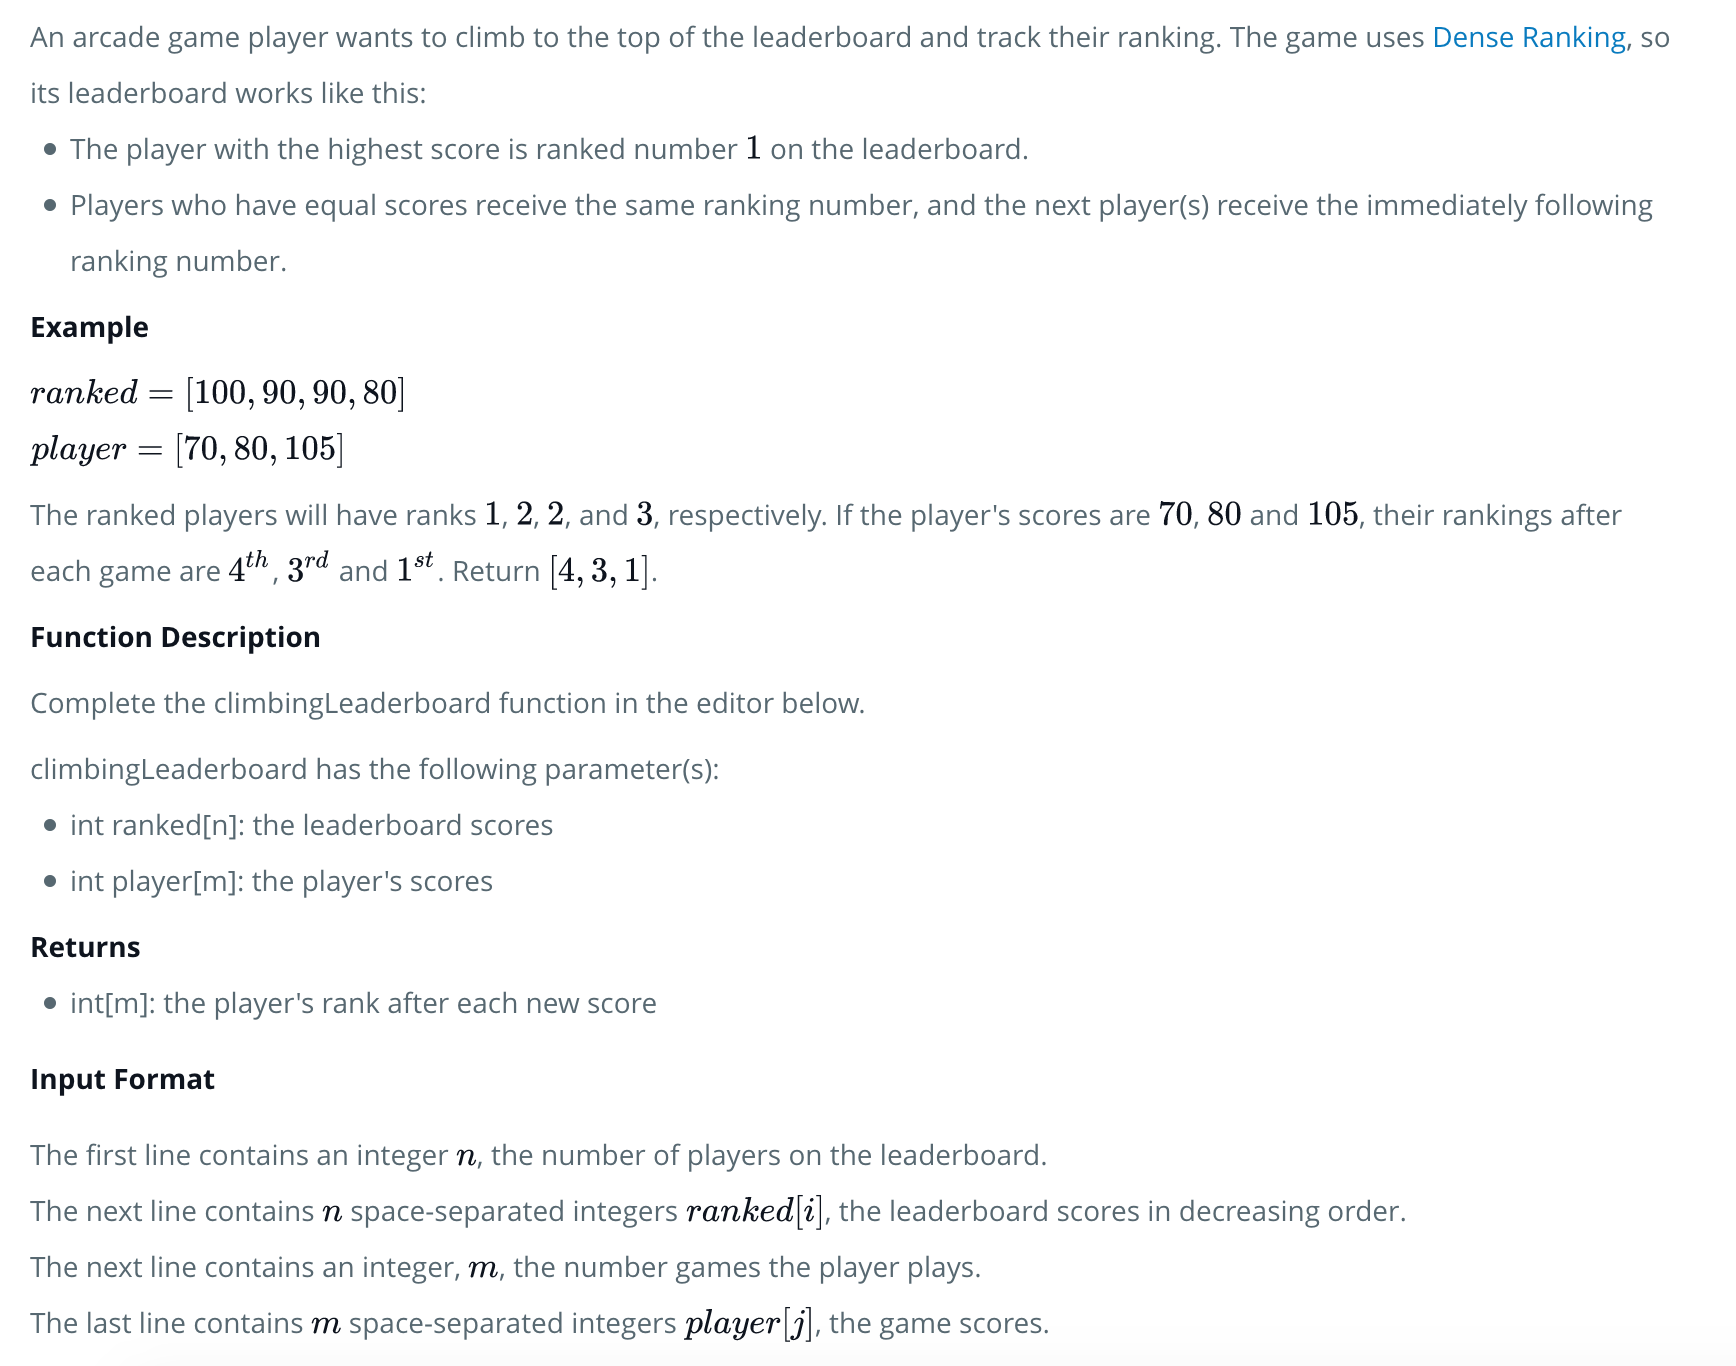 An arcade game player wants to climb to the top of the leaderboard and track their ranking. The game uses Dense Ranking, so
its leaderboard works like this:
• The player with the highest score is ranked number 1 on the leaderboard.
• Players who have equal scores receive the same ranking number, and the next player(s) receive the immediately following
ranking number.
Example
ranked = [100, 90, 90, 80]
player = [70, 80, 105]
The ranked players will have ranks 1, 2, 2, and 3, respectively. If the player's scores are 70, 80 and 105, their rankings after
each game are 4th, 3rd and 1st. Return [4, 3, 1].
Function Description
Complete the climbingLeaderboard function in the editor below.
climbingLeaderboard has the following parameter(s):
• int ranked[n]: the leaderboard scores
• int player[m]: the player's scores
Returns
• int[m]: the player's rank after each new score
Input Format
The first line contains an integer n, the number of players on the leaderboard.
The next line contains n space-separated integers ranked[i], the leaderboard scores in decreasing order.
The next line contains an integer, m, the number games the player plays.
The last line contains m space-separated integers player[j], the game scores.